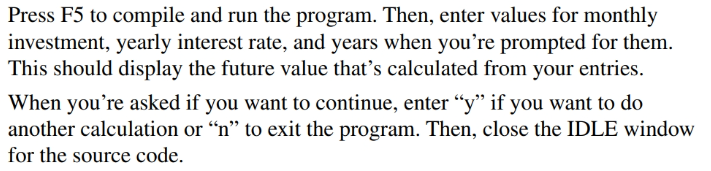 Press F5 to compile and run the program. Then, enter values for monthly
investment, yearly interest rate, and years when you’re prompted for them.
This should display the future value that’s calculated from your entries.
When you’re asked if you want to continue, enter “y” if you want to do
another calculation or “n” to exit the program. Then, close the IDLE window
for the source code.